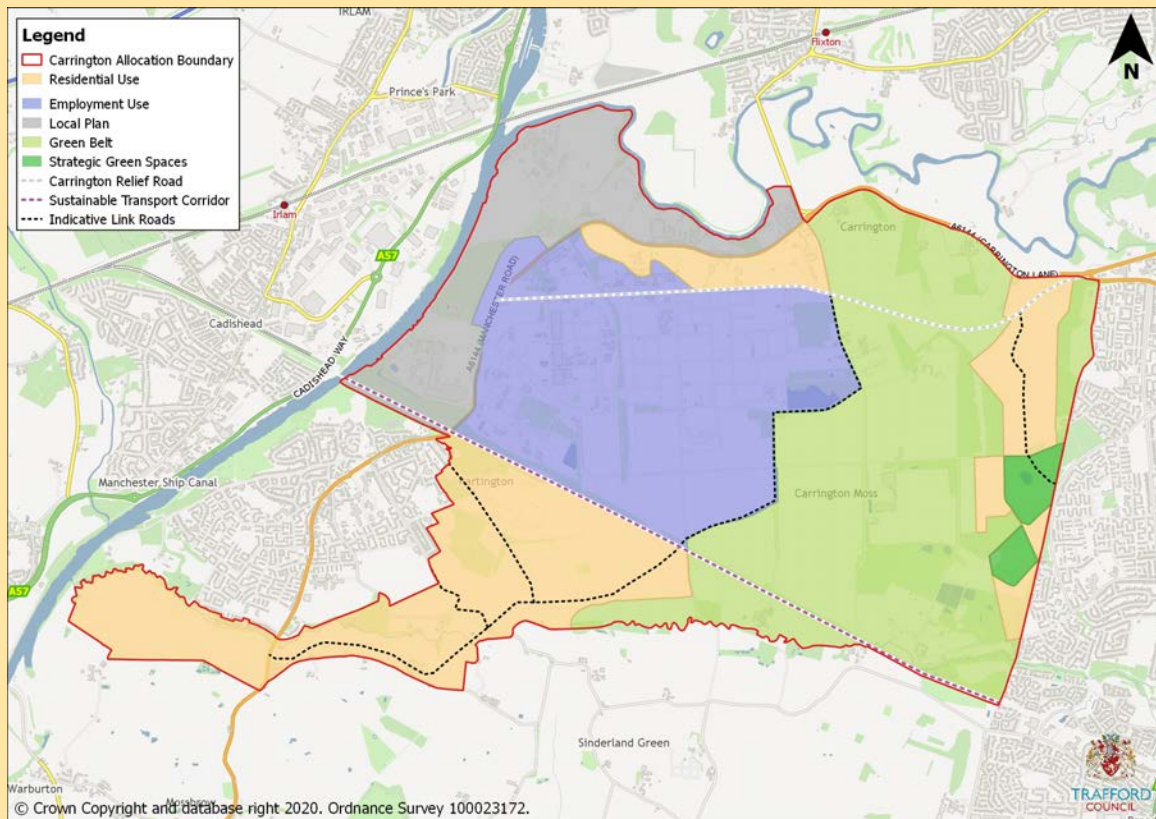 Legend
Carrington Allocation Boundary
Residential Use
Employment Use
Local Plan
Green Belt
Strategic Green Spaces
Carrington Relief Road
Sustainable Transport Corridor
Indicative Link Roads
IRLAM
Flixton
N
Prince's Park
Irlam
A57
Carrington
A6144 (CARRINGTON LANE)
A6144 (MANCHESTER ROAD)
Cadishead
CADISHEAD WAY
Manchester Ship Canal
Partington
Carrington Moss
A57
Sinderland Green
Warburton
TRAFFORD
COUNCIL
© Crown Copyright and database right 2020. Ordnance Survey 100023172.